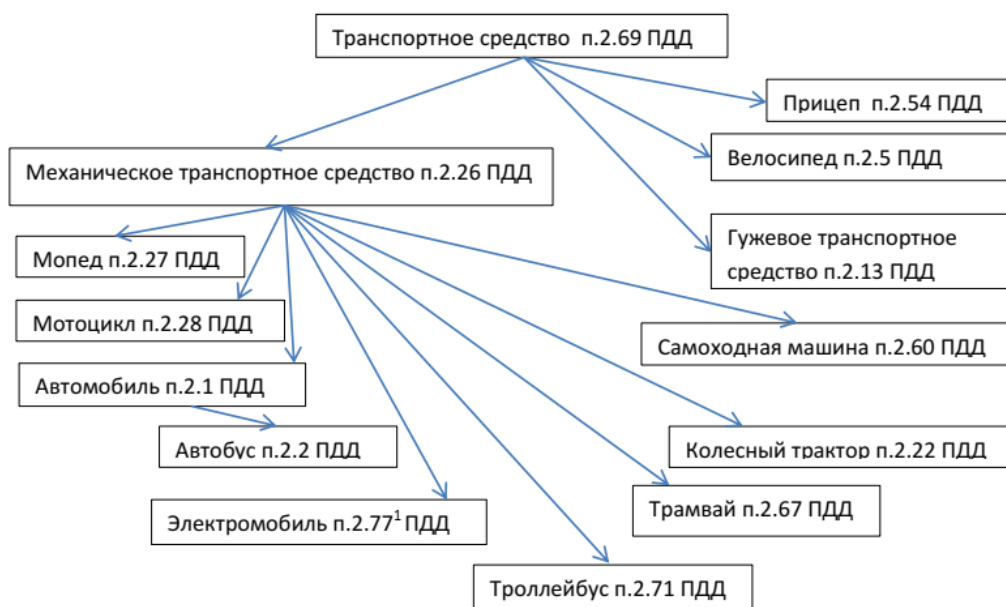 Транспортное средство п.2.69 ПДД
Прицеп п.2.54 ПДД
Велосипед п.2.5 ПДД
Механическое транспортное средство п.2.26 ПДД
Гужевое транспортное
средство п.2.13 ПДД
Мопед п.2.27 ПДД
Мотоцикл п.2.28 ПДД
Самоходная машина п.2.60 ПДД
Автомобиль п.2.1 ПДД
Автобус п.2.2 ПДД
Колесный трактор п.2.22 ПДД
Трамвай п.2.67 ПДД
Электромобиль п.2.77¹ ПДД
Троллейбус п.2.71 ПДД